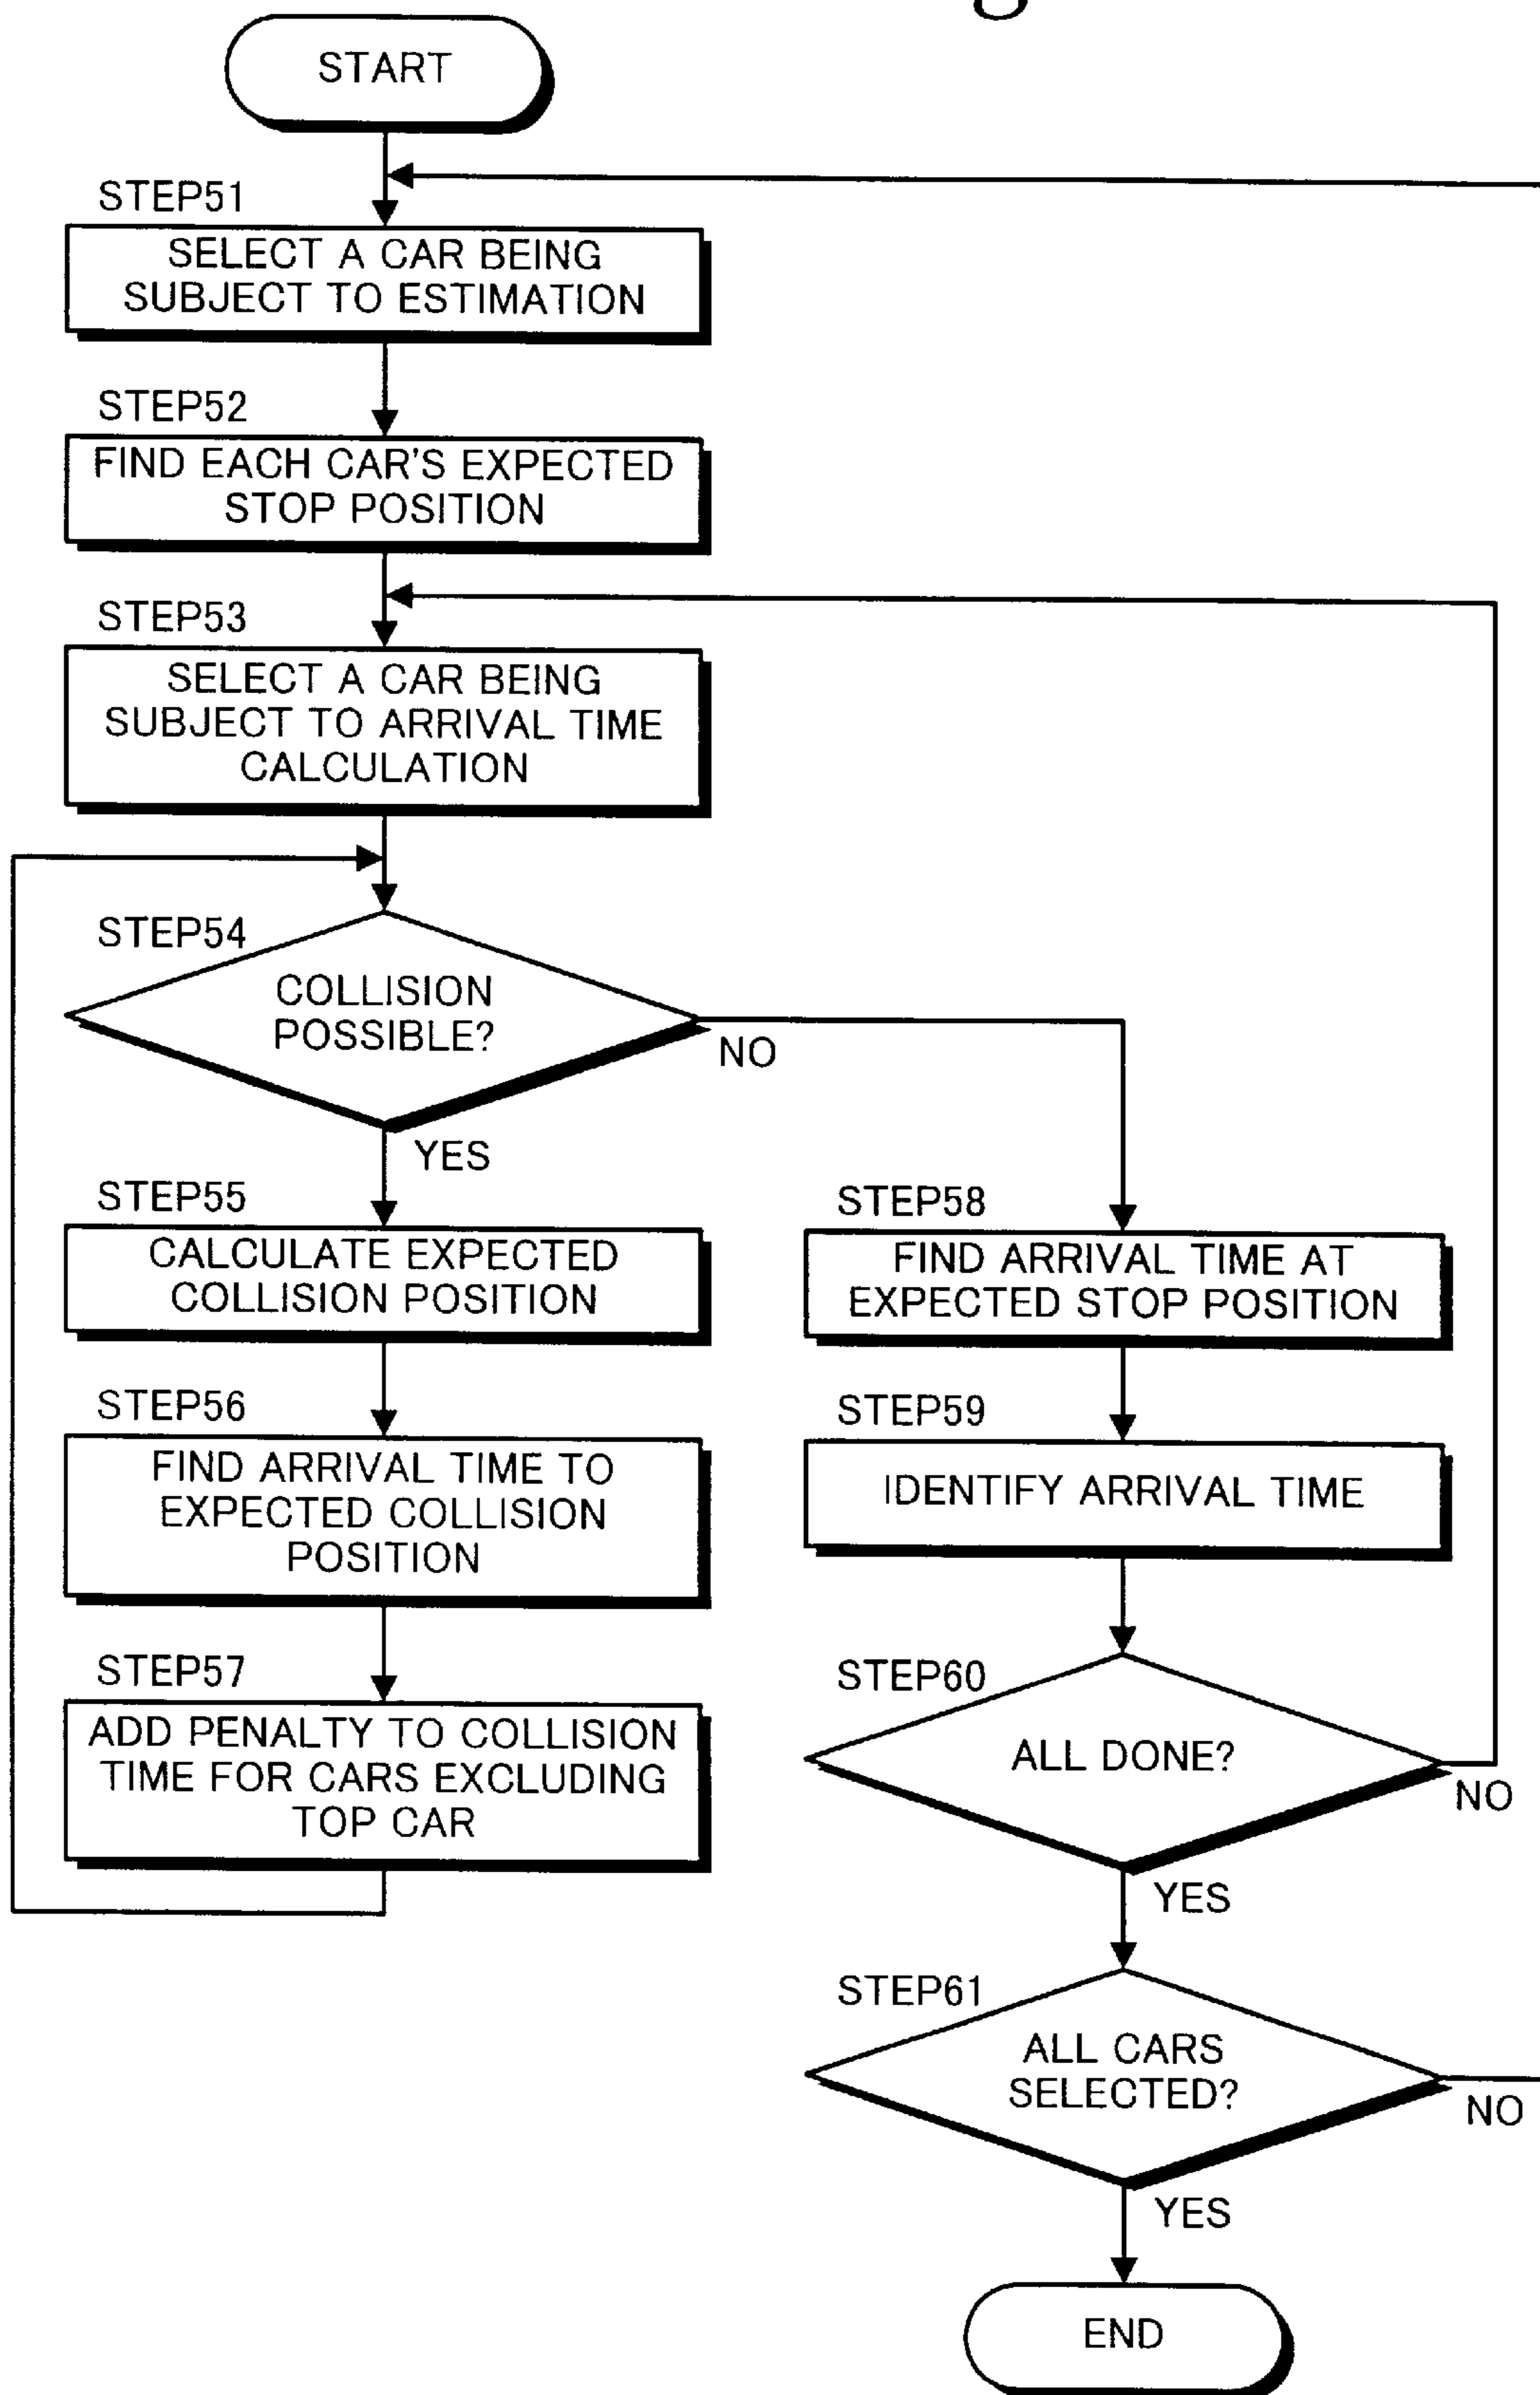 START
STEP51
SELECT A CAR BEING
SUBJECT TO ESTIMATION
STEP52
FIND EACH CAR'S EXPECTED
STOP POSITION
STEP53
SELECT A CAR BEING
SUBJECT TO ARRIVAL TIME
CALCULATION
STEP54
COLLISION
POSSIBLE?
NO
YES
STEP55
CALCULATE EXPECTED
COLLISION POSITION
STEP56
FIND ARRIVAL TIME TO
EXPECTED COLLISION
POSITION
STEP57
ADD PENALTY TO COLLISION
TIME FOR CARS EXCLUDING
TOP CAR
STEP58
FIND ARRIVAL TIME AT
EXPECTED STOP POSITION
STEP59
IDENTIFY ARRIVAL TIME
STEP60
ALL DONE?
NO
YES
STEP61
ALL CARS
SELECTED?
NO
YES
END